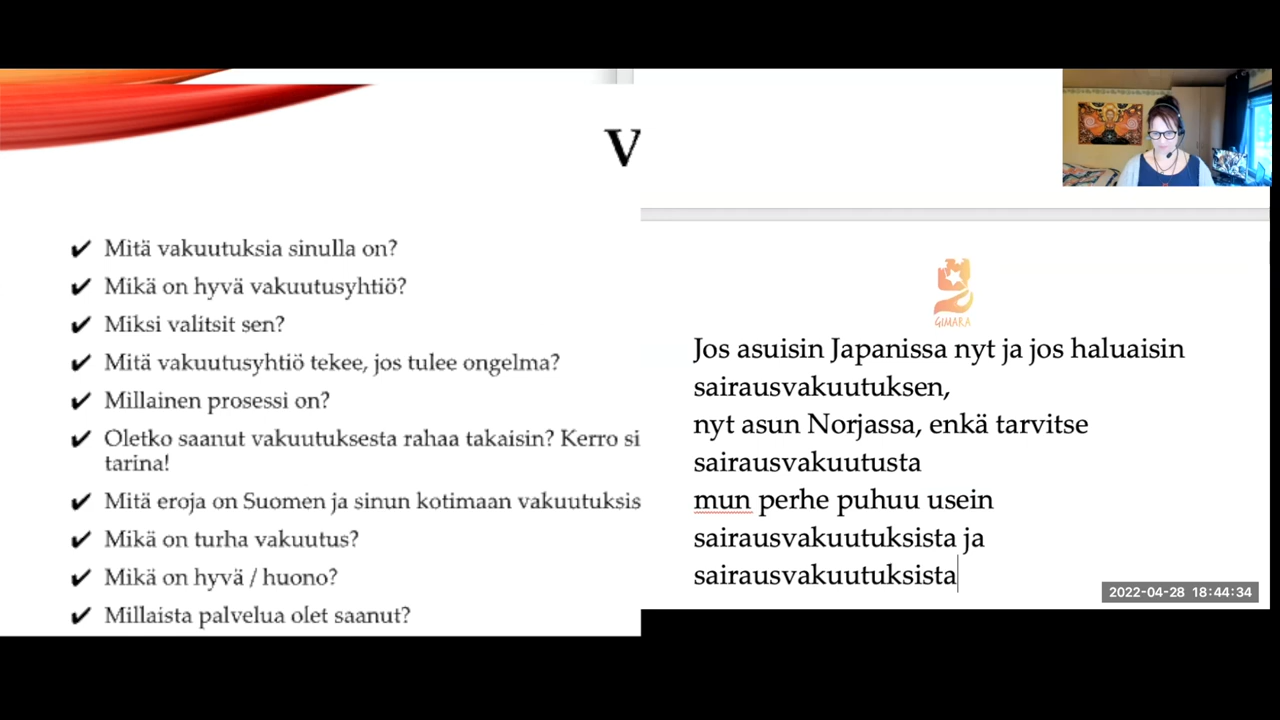 V
Mitä vakuutuksia sinulla on?
Mikä on hyvä vakuutusyhtiö?
Miksi valitsit sen?
Mitä vakuutusyhtiö tekee, jos tulee ongelma?
Millainen prosessi on?
Oletko saanut vakuutuksesta rahaa takaisin? Kerro si
tarina!
Mitä eroja on Suomen ja sinun kotimaan vakuutuksis
Mikä on turha vakuutus?
Mikä on hyvä / huono?
Millaista palvelua olet saanut?
GIMARA
Jos asuisin Japanissa nyt ja jos haluaisin
sairausvakuutuksen,
nyt asun Norjassa, enkä tarvitse
sairausvakuutusta
mun perhe puhuu usein
sairausvakuutuksista ja
sairausvakuutuksista
2022-04-28 18:44:34